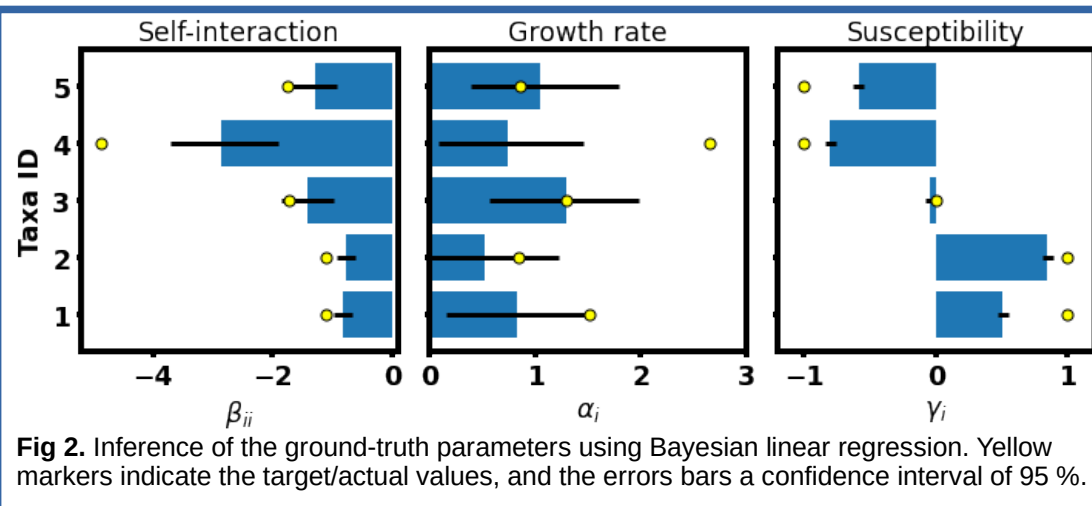 Self-interaction Growth rate Susceptibility
Taxa ID
5
4
3
2
1
−4 −2 0 0 1 2 3 −1 0 1
βii αi γi
Fig 2. Inference of the ground-truth parameters using Bayesian linear regression. Yellow
markers indicate the target/actual values, and the errors bars a confidence interval of 95 %.